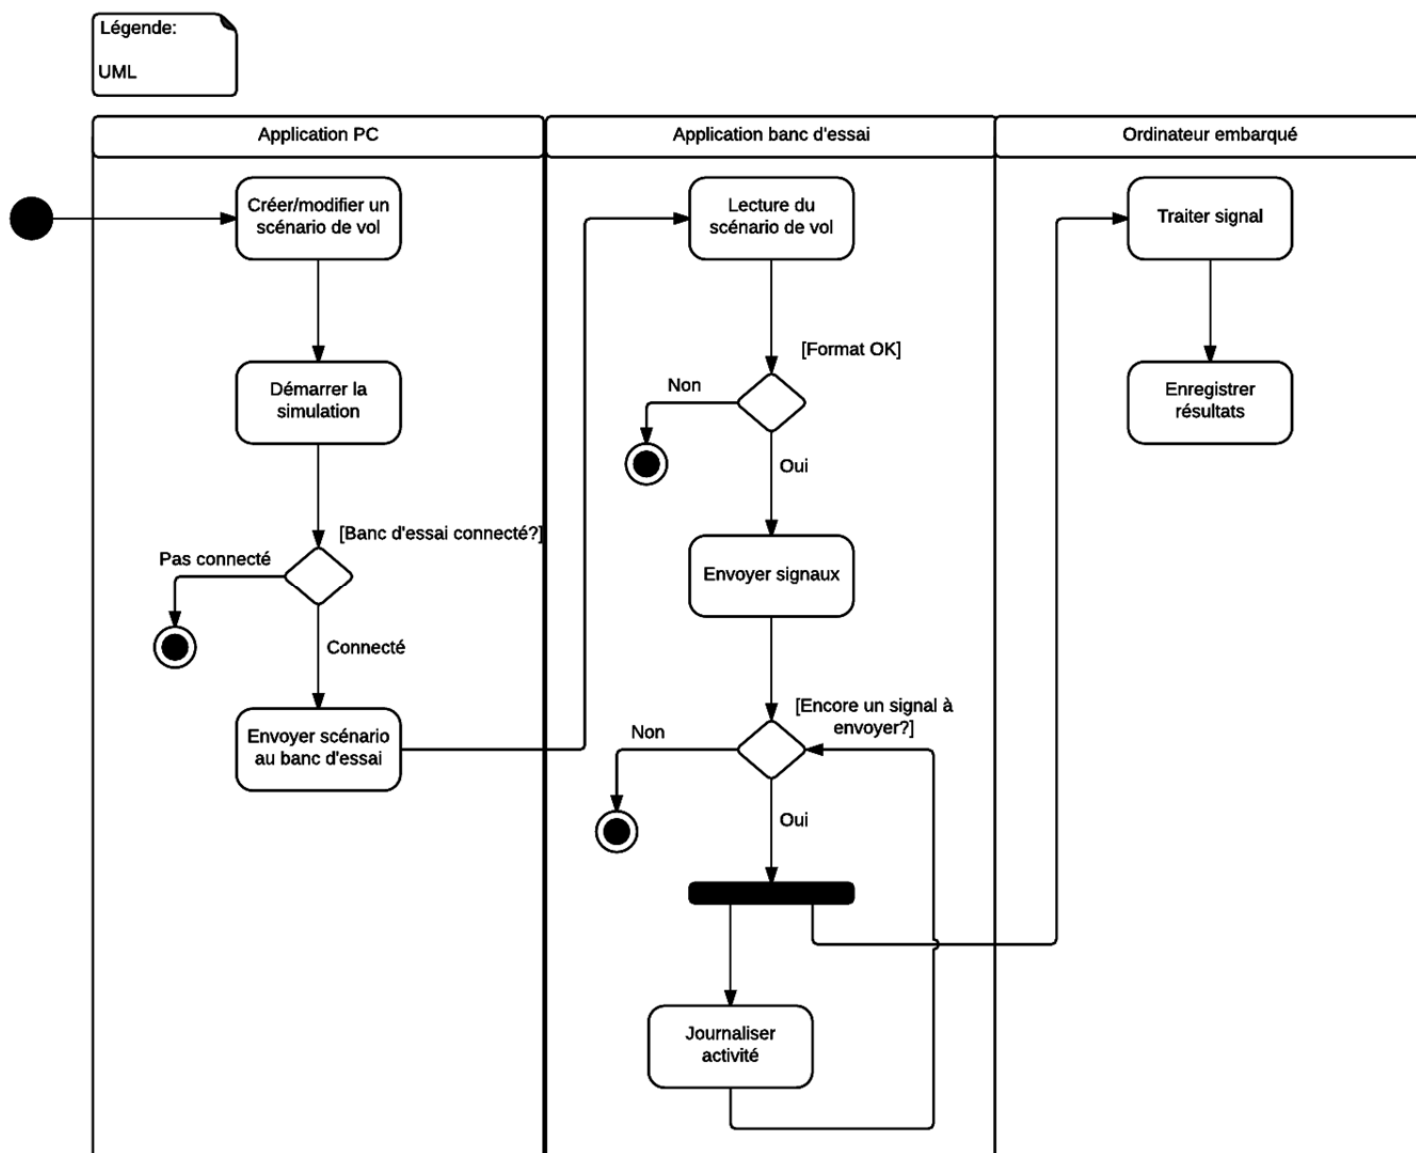 Légende:
UML
Application PC
Application banc d'essai
Ordinateur embarqué
Créer/modifier un
scénario de vol
Lecture du
scénario de vol
Traiter signal
[Format OK]
Non
Démarrer la
simulation
Enregistrer
résultats
Oui
[Banc d'essai connecté?]
Pas connecté
Envoyer signaux
Connecté
[Encore un signal à
envoyer?]
Non
Envoyer scénario
au banc d'essai
Oui
Journaliser
activité